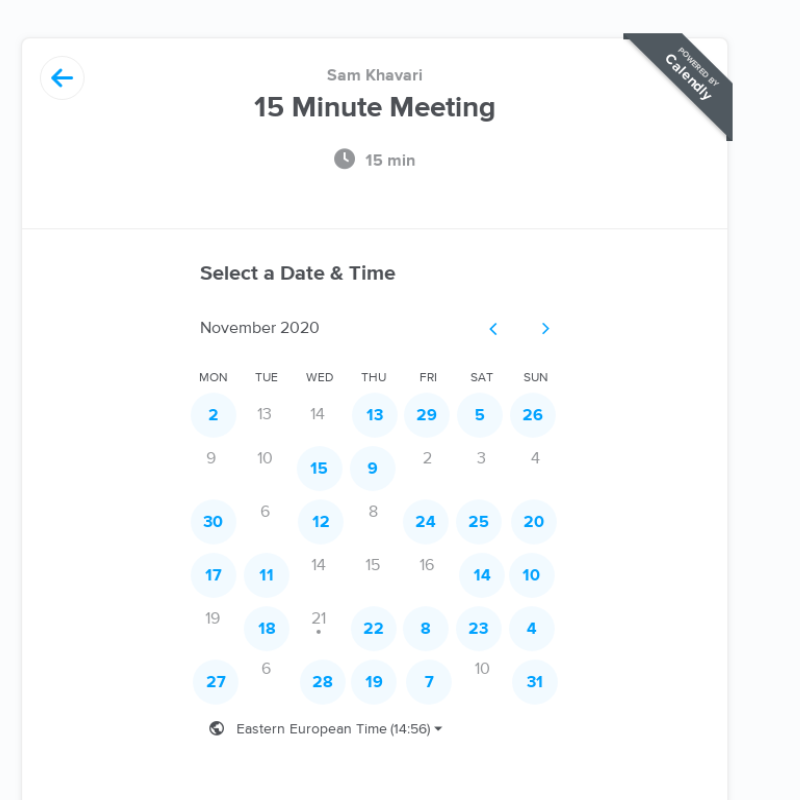 POWERED BY
Calendly
Sam Khavari
15 Minute Meeting
15 min
Select a Date & Time
November 2020
MON TUE WED THU FRI SAT SUN
2 13 14 13 29 5 26
9 10 15 9 2 3 4
30 6 12 8 24 25 20
17 11 14 15 16 14 10
19 18 21 22 8 23 4
27 6 28 19 7 10 31
Eastern European Time (14:56)